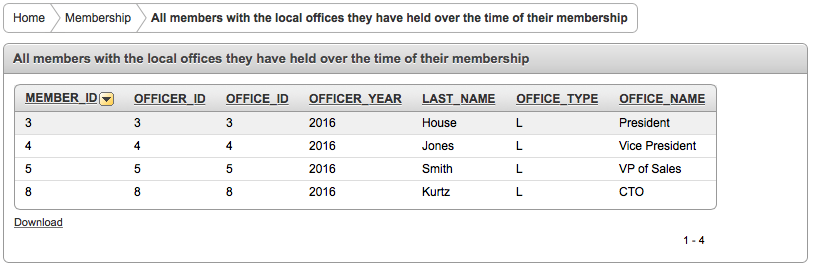 Home Membership All members with the local offices they have held over the time of their membership
All members with the local offices they have held over the time of their membership
MEMBER_ID OFFICER_ID OFFICE_ID OFFICER_YEAR LAST_NAME OFFICE_TYPE OFFICE_NAME
3 3 3 2016 House L President
4 4 4 2016 Jones L Vice President
5 5 5 2016 Smith L VP of Sales
8 8 8 2016 Kurtz L CTO
Download
1 - 4